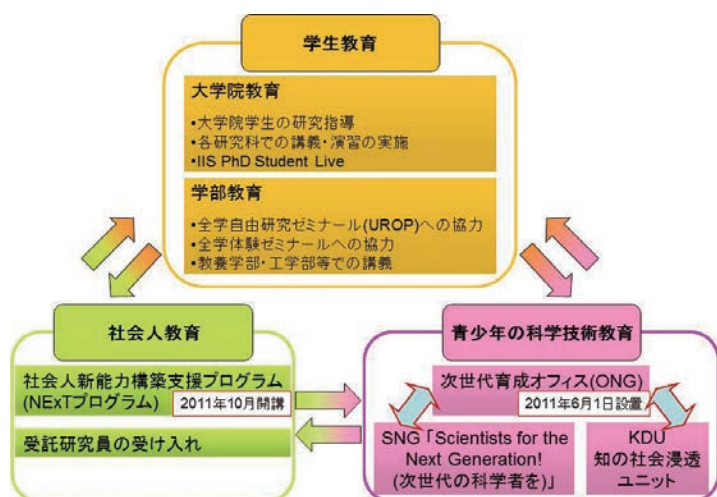 学生教育
大学院教育
•大学院学生の研究指導
•各研究科での講義・演習の実施
•IIS PhD Student Live
学部教育
•全学自由研究ゼミナール(UROP)への協力
•全学体験ゼミナールへの協力
•教養学部・工学部等での講義
社会人教育
社会人新能力構築支援プログラム
(NExTプログラム)
2011年10月開講
受託研究員の受け入れ
青少年の科学技術教育
次世代育成オフィス(ONG)
2011年6月1日設置
SNG「Scientists for the
Next Generation!
(次世代の科学者を)」
KDU
知の社会浸透
ユニット